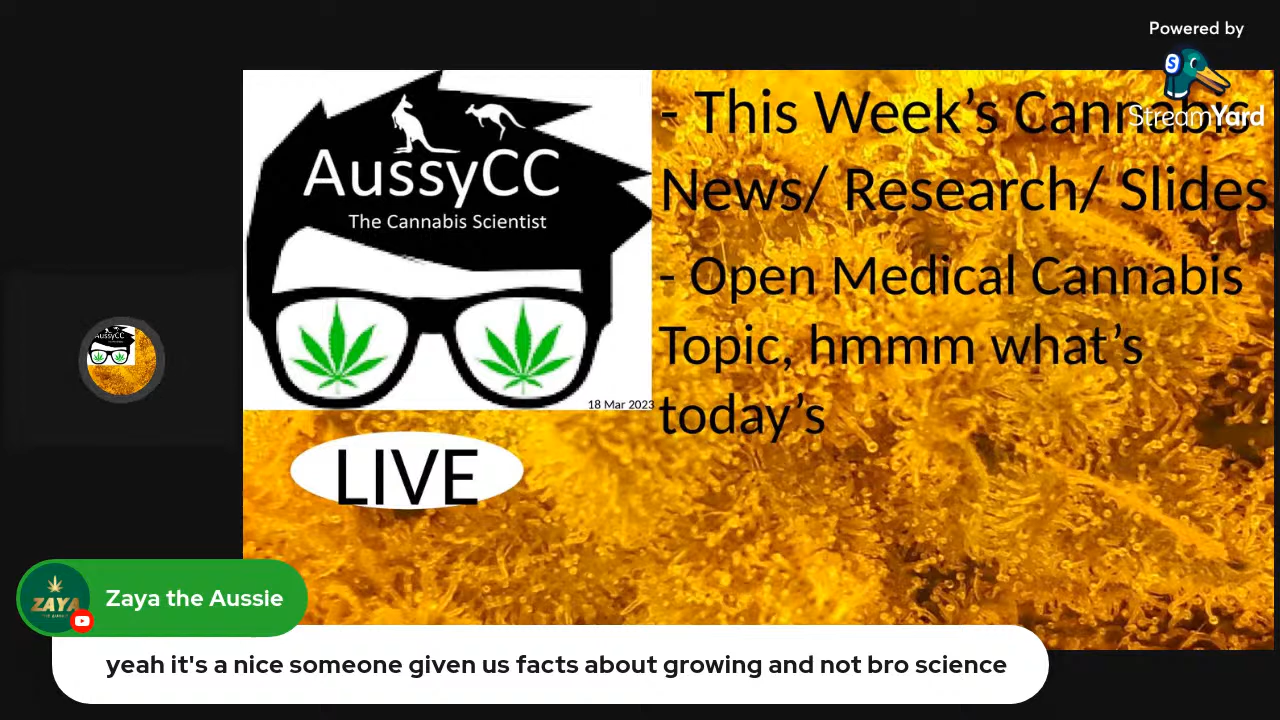 Powered by
StreamYard
- This Week's Cannabis
News/ Research/ Slides
- Open Medical Cannabis
Topic, hmmm what's
today's
AussyCC
The Cannabis Scientist
18 Mar 2023
LIVE
AussyCC
ZAYA
Zaya the Aussie
yeah it's a nice someone given us facts about growing and not bro science